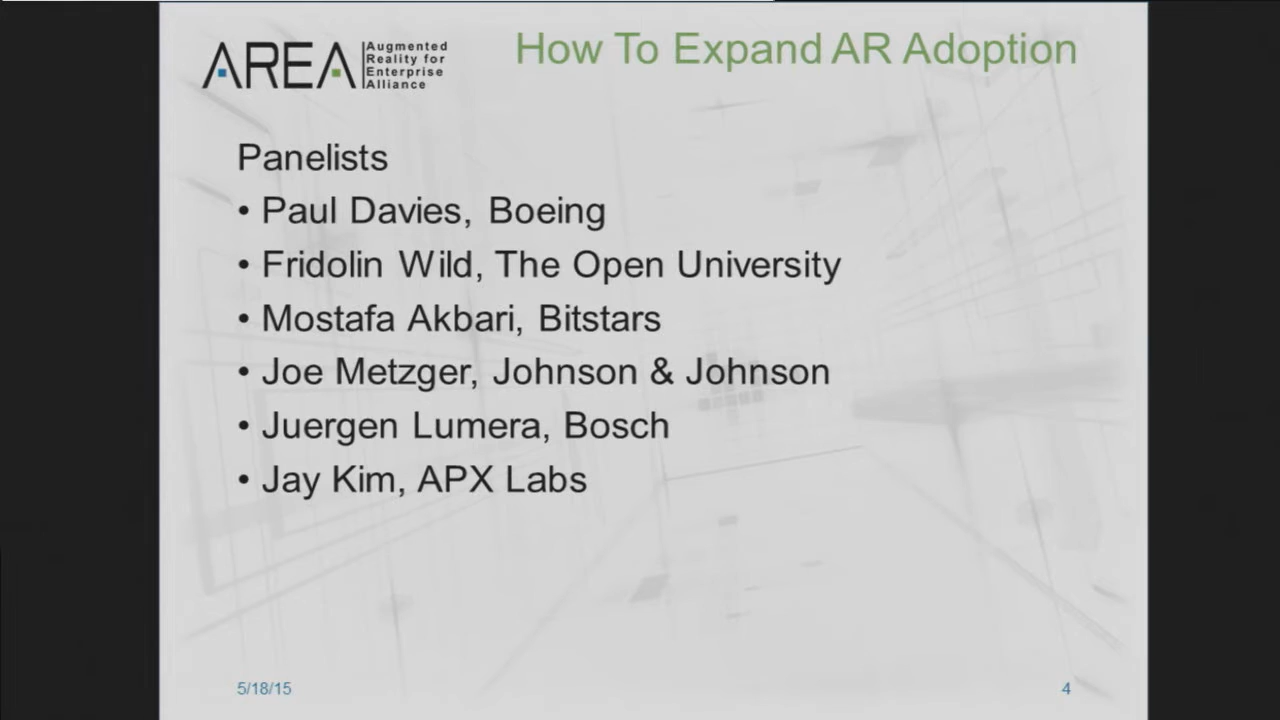 AREA
Augmented
Reality for
Enterprise
Alliance
How To Expand AR Adoption
Panelists
• Paul Davies, Boeing
• Fridolin Wild, The Open University
• Mostafa Akbari, Bitstars
• Joe Metzger, Johnson & Johnson
• Juergen Lumera, Bosch
• Jay Kim, APX Labs
5/18/15
4